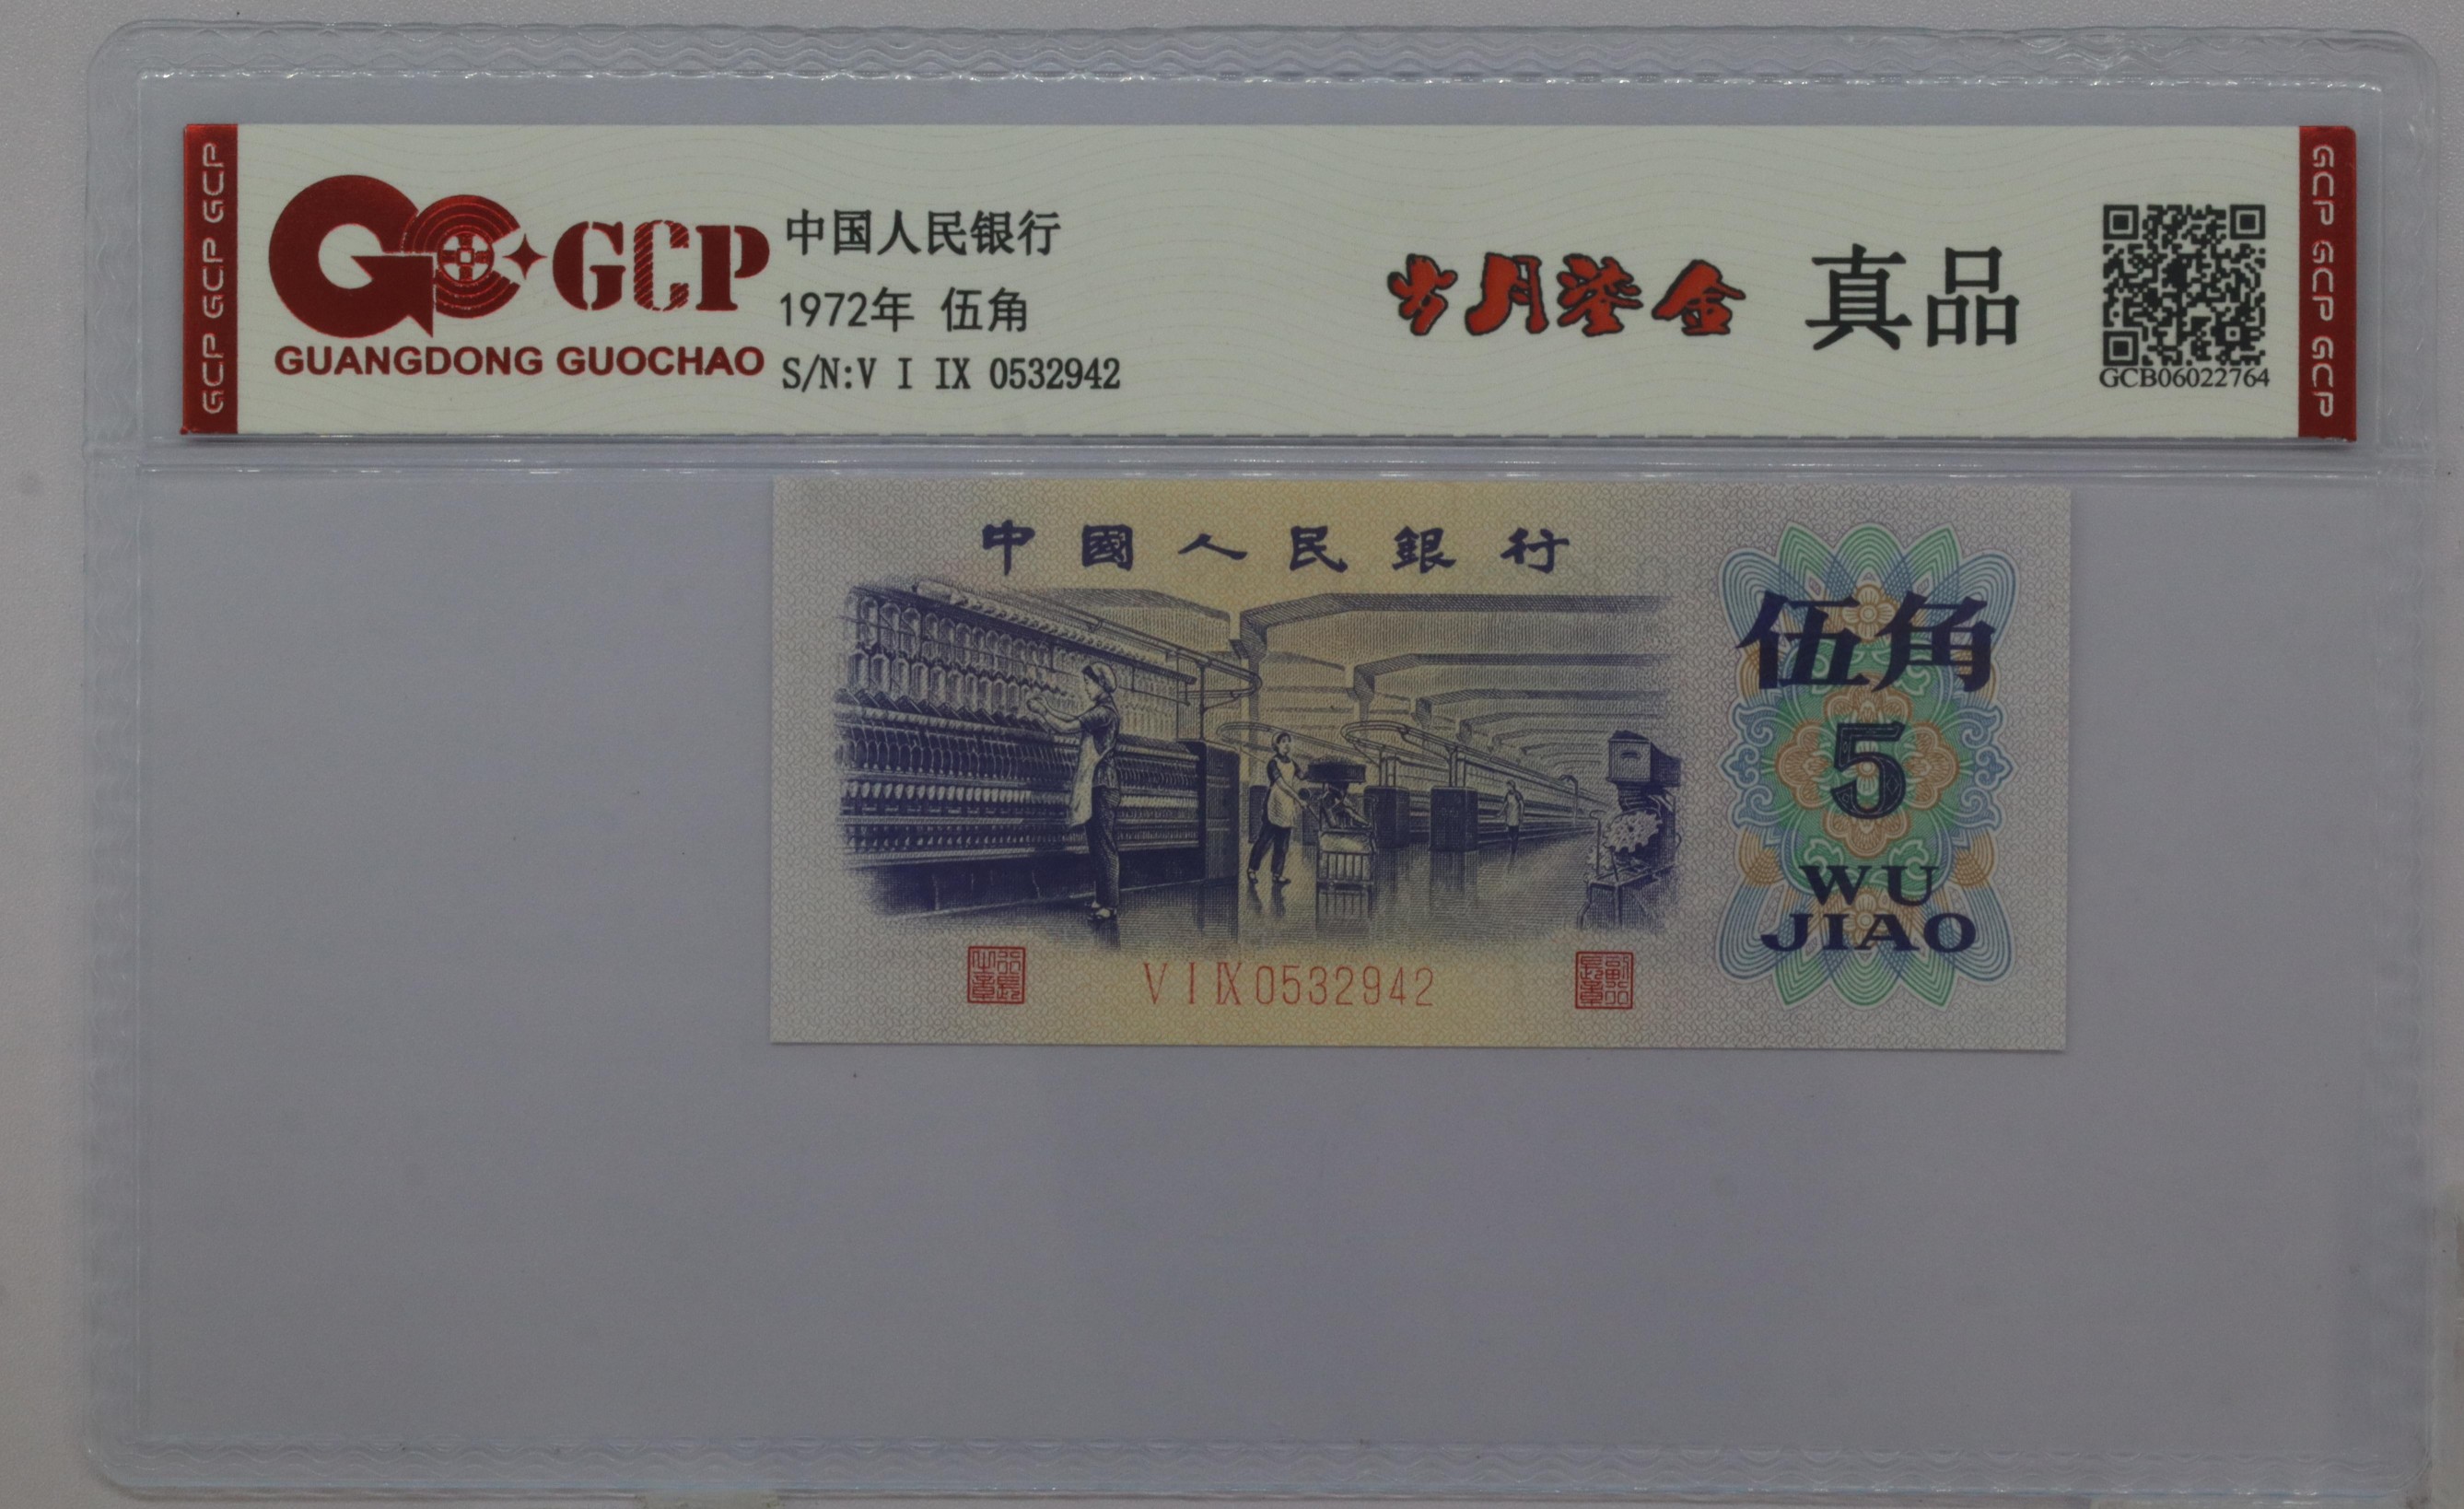 GCP GCP GCP
GCP
GUANGDONG GUOCHAO
中国人民银行
1972年 伍角
S/N:V I IX 0532942
岁月鎏金 真品
GCB06022764
GCP GCP GCP
中國人民銀行
伍角
5
WU
JIAO
V I IX 0532942